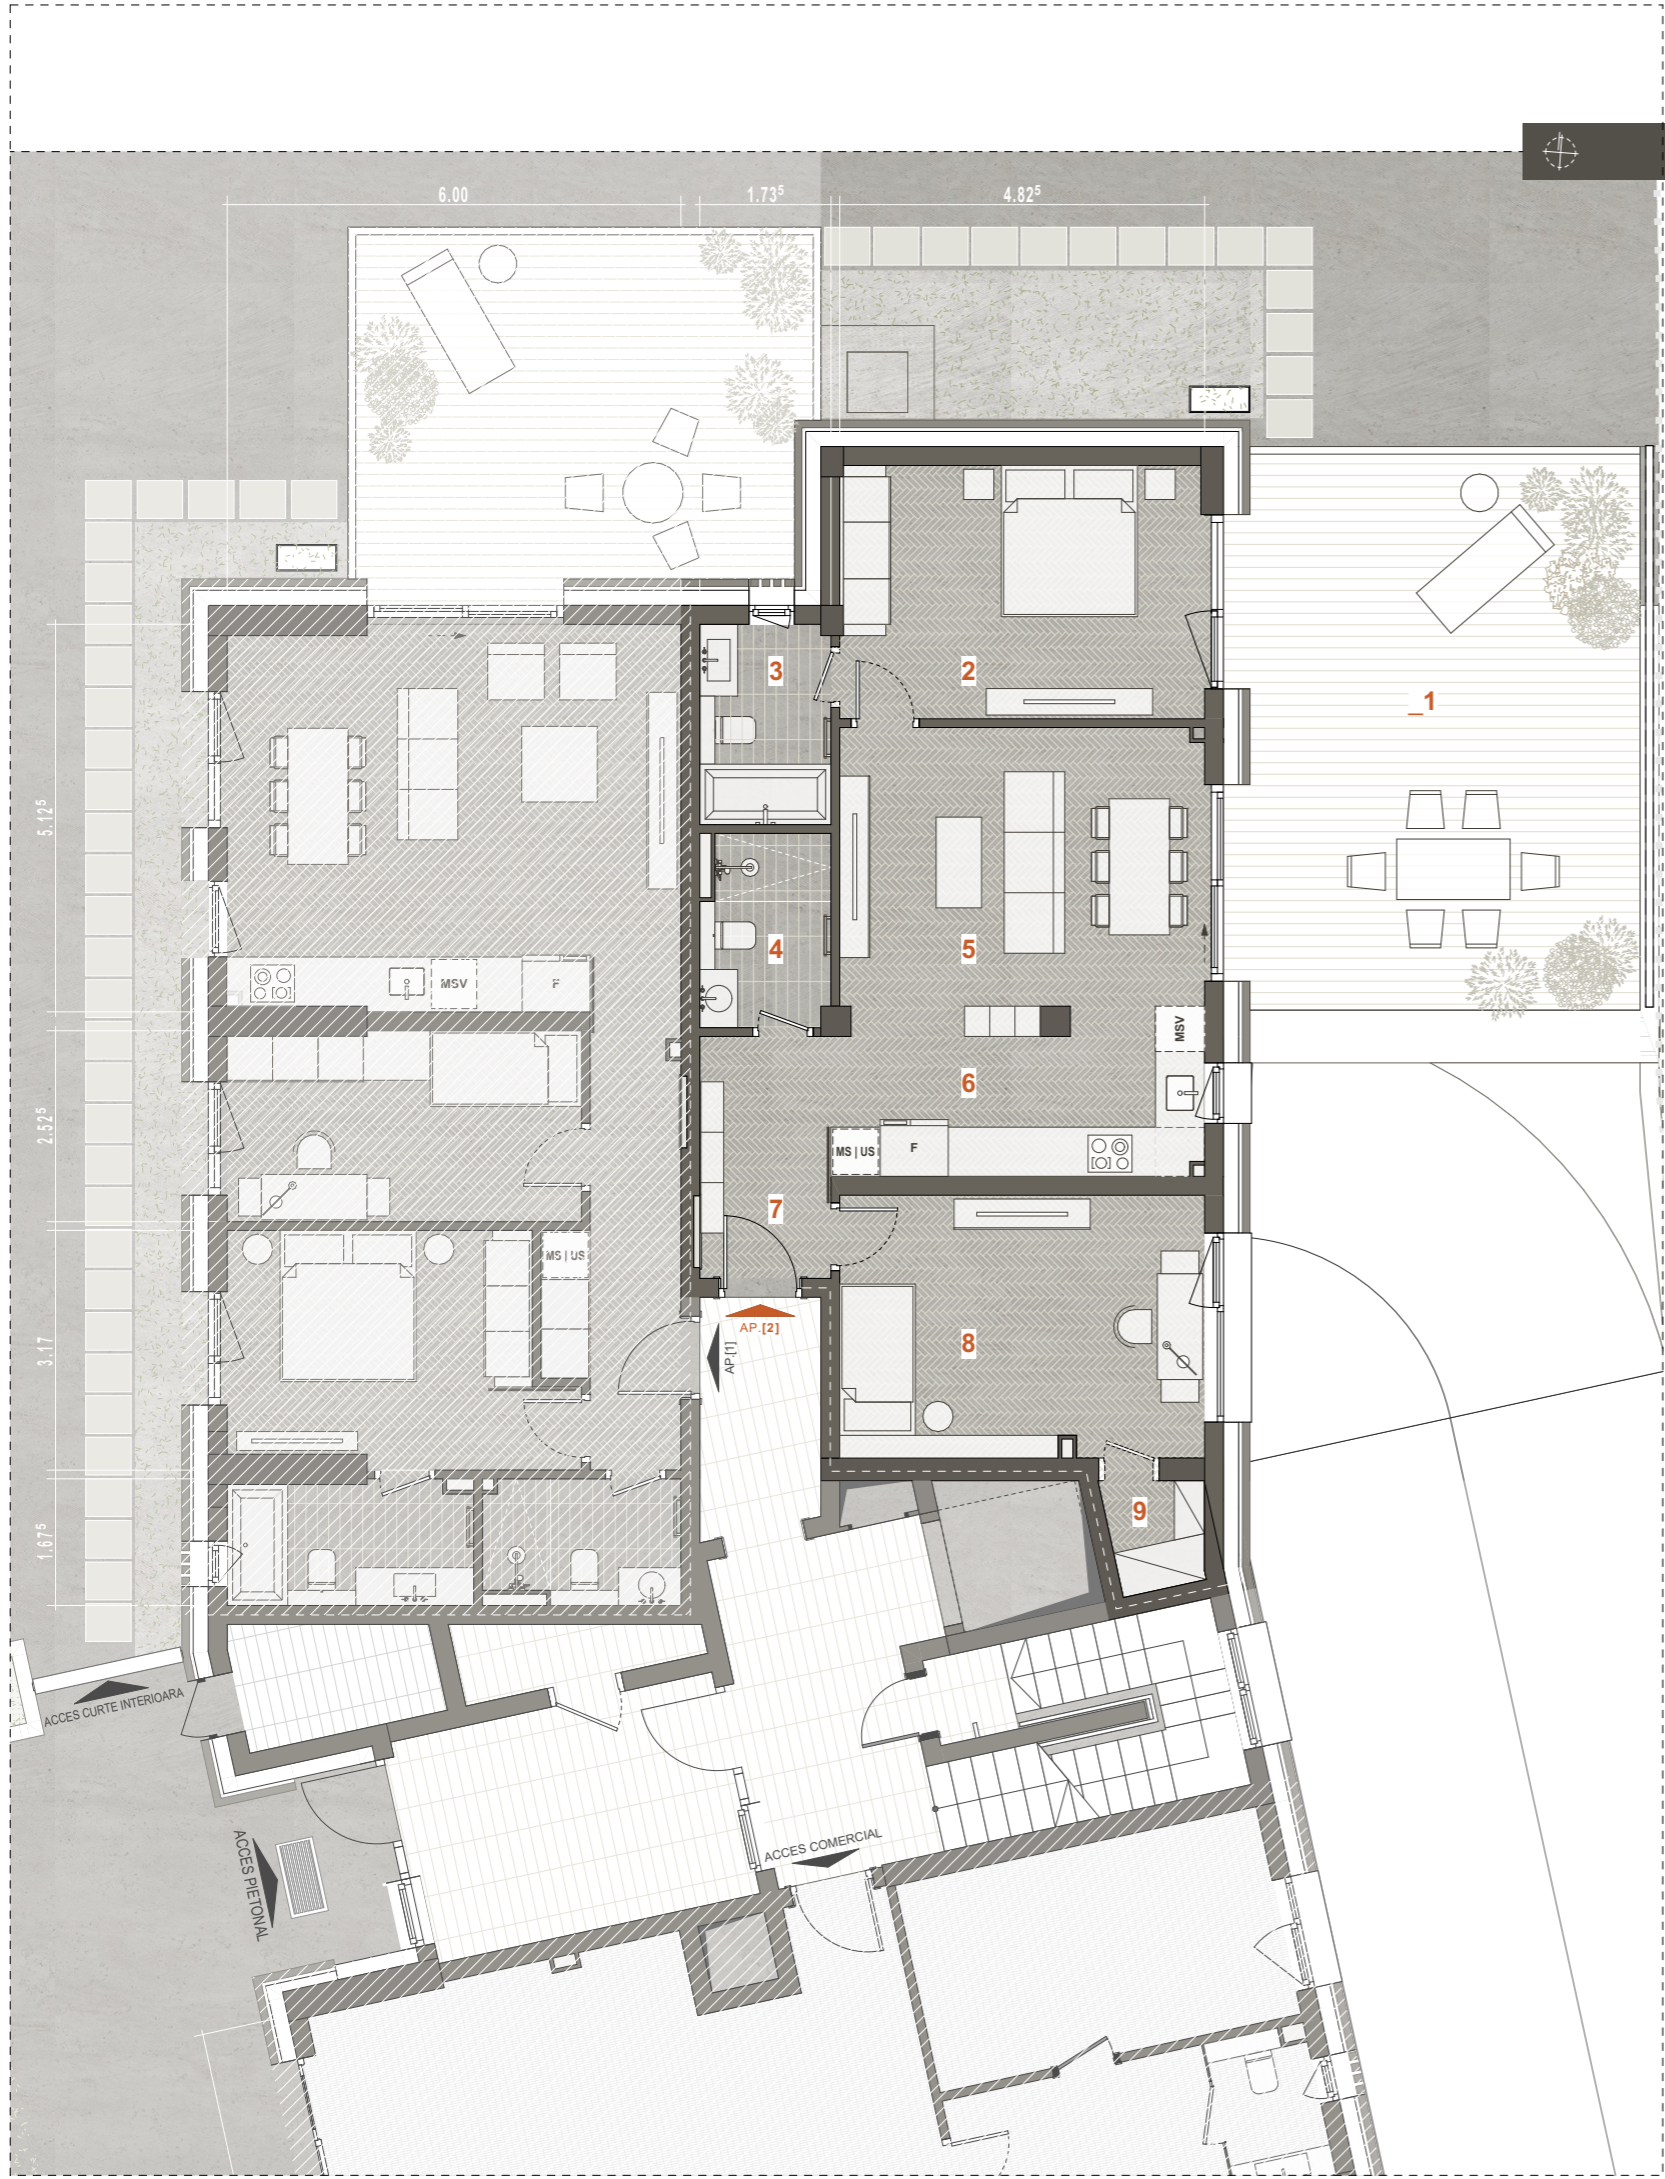 6.00
1.73⁵
4.82⁵
3
2
_1
5.12⁵
4
5
MSV
F
MSV
6
2.52⁵
MS | US
F
7
MS | US
AP.[2]
AP.[1]
8
3.17
9
1.67⁵
ACCES CURTE INTERIOARA
ACCES PIETONAL
ACCES COMERCIAL